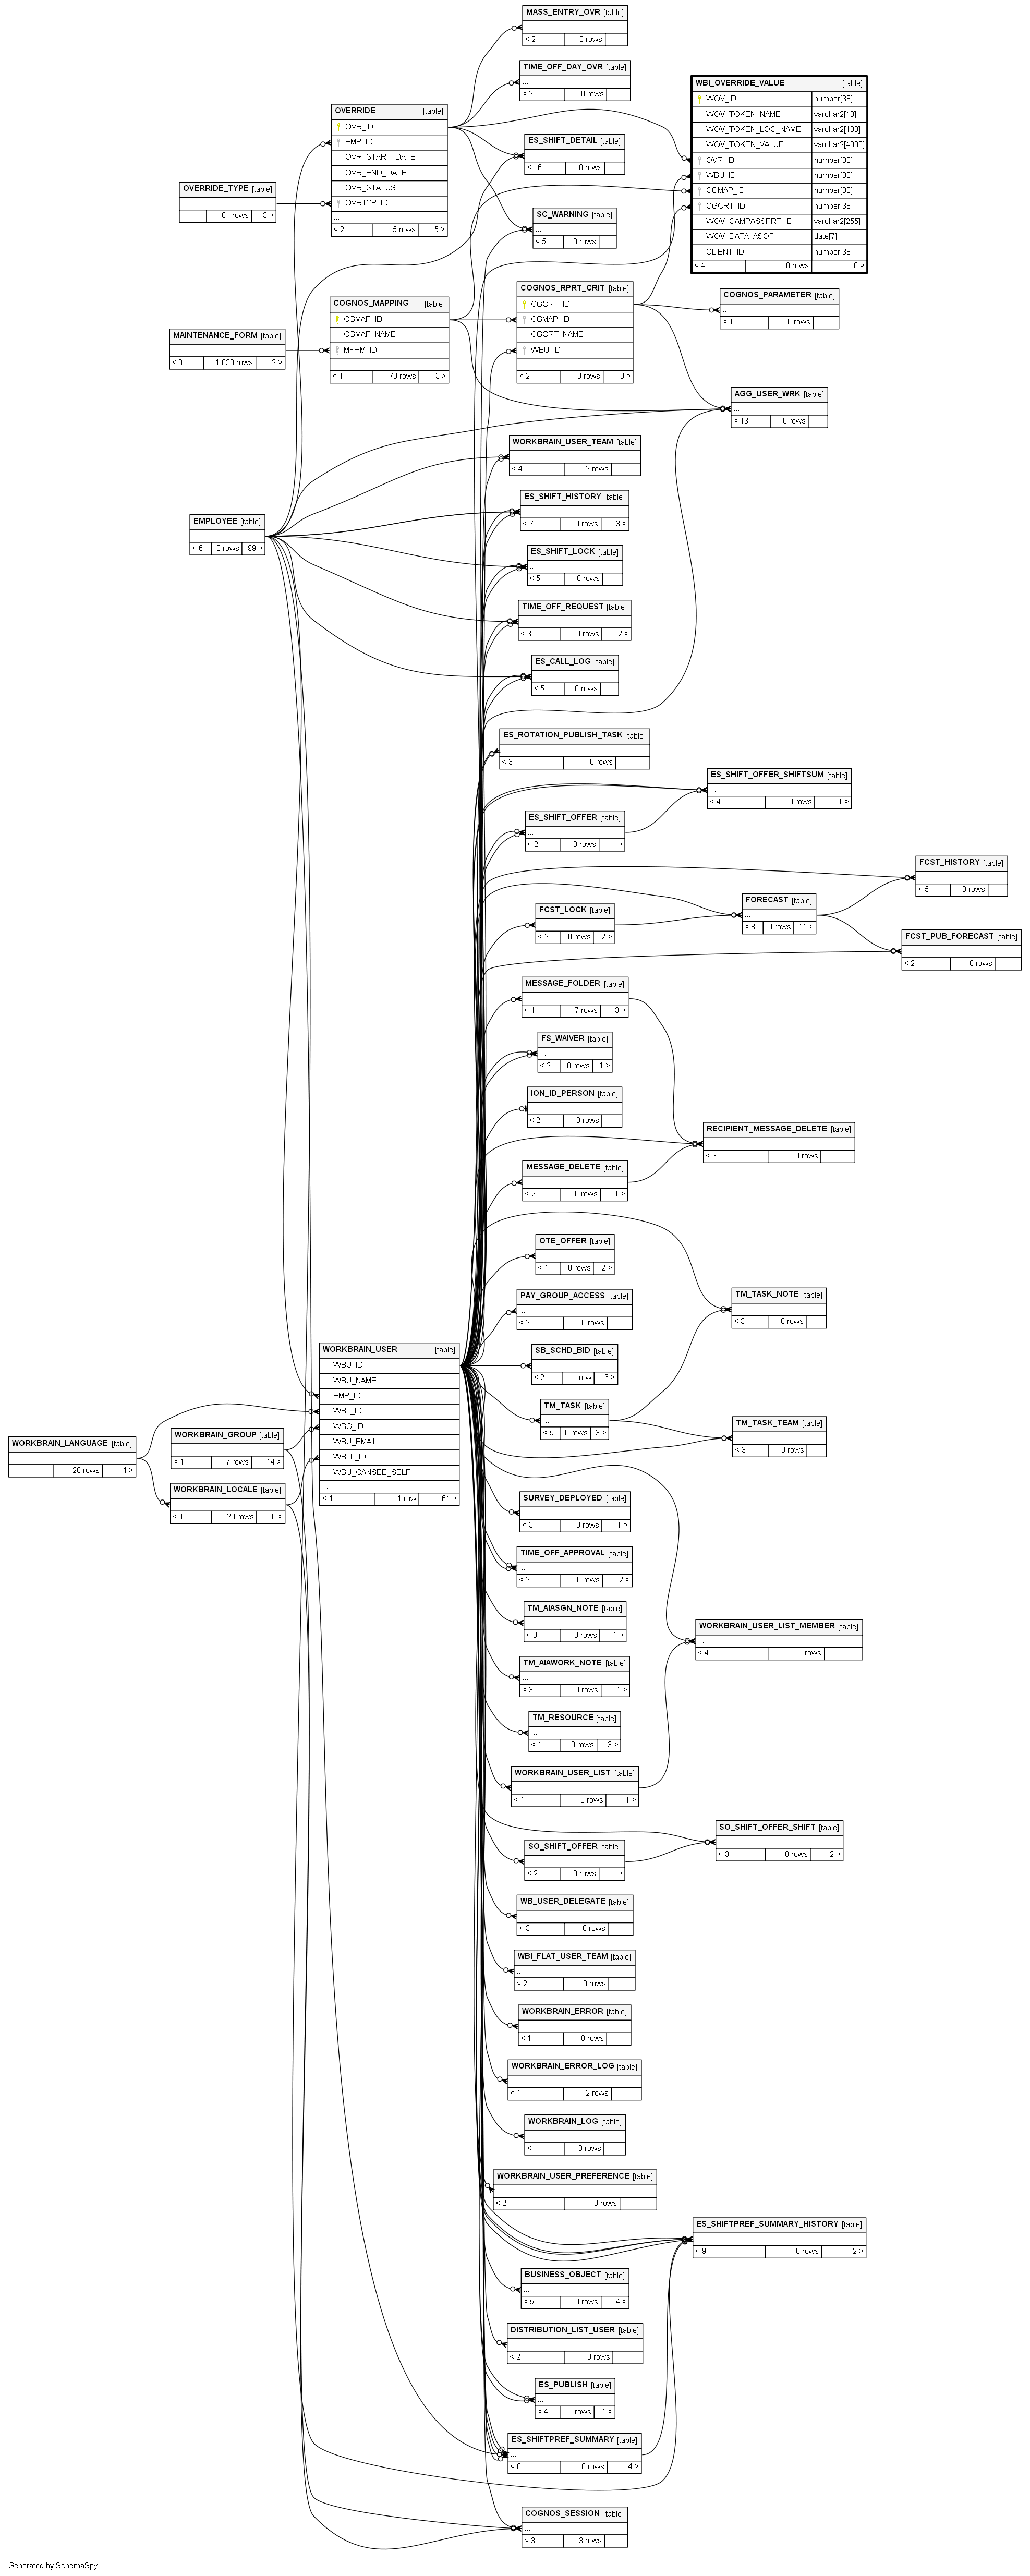 MASS_ENTRY_OVR [table]
...
< 2 0 rows
TIME_OFF_DAY_OVR [table]
...
< 2 0 rows
WBI_OVERRIDE_VALUE [table]
WOV_ID number[38]
WOV_TOKEN_NAME varchar2[40]
WOV_TOKEN_LOC_NAME varchar2[100]
WOV_TOKEN_VALUE varchar2[4000]
OVR_ID number[38]
WBU_ID number[38]
CGMAP_ID number[38]
CGCRT_ID number[38]
WOV_CAMPASSPRT_ID varchar2[255]
WOV_DATA_ASOF date[7]
CLIENT_ID number[38]
< 4 0 rows 0 >
OVERRIDE [table]
OVR_ID
EMP_ID
OVR_START_DATE
OVR_END_DATE
OVR_STATUS
OVRTYP_ID
...
< 2 15 rows 5 >
ES_SHIFT_DETAIL [table]
...
< 16 0 rows
OVERRIDE_TYPE [table]
...
101 rows 3 >
SC_WARNING [table]
...
< 5 0 rows
COGNOS_MAPPING [table]
CGMAP_ID
CGMAP_NAME
MFRM_ID
...
< 1 78 rows 3 >
COGNOS_RPRT_CRIT [table]
CGCRT_ID
CGMAP_ID
CGCRT_NAME
WBU_ID
...
< 2 0 rows 3 >
COGNOS_PARAMETER [table]
...
< 1 0 rows
MAINTENANCE_FORM [table]
...
< 3 1,038 rows 12 >
AGG_USER_WRK [table]
...
< 13 0 rows
WORKBRAIN_USER_TEAM [table]
...
< 4 2 rows
ES_SHIFT_HISTORY [table]
...
< 7 0 rows 3 >
EMPLOYEE [table]
...
< 6 3 rows 99 >
ES_SHIFT_LOCK [table]
...
< 5 0 rows
TIME_OFF_REQUEST [table]
...
< 3 0 rows 2 >
ES_CALL_LOG [table]
...
< 5 0 rows
ES_ROTATION_PUBLISH_TASK [table]
...
< 3 0 rows
ES_SHIFT_OFFER_SHIFTSUM [table]
...
< 4 0 rows 1 >
ES_SHIFT_OFFER [table]
...
< 2 0 rows 1 >
FCST_HISTORY [table]
...
< 5 0 rows
FORECAST [table]
...
< 8 0 rows 11 >
FCST_LOCK [table]
...
< 2 0 rows 2 >
FCST_PUB_FORECAST [table]
...
< 2 0 rows
MESSAGE_FOLDER [table]
...
< 1 7 rows 3 >
FS_WAIVER [table]
...
< 2 0 rows 1 >
ION_ID_PERSON [table]
...
< 2 0 rows
RECIPIENT_MESSAGE_DELETE [table]
...
< 3 0 rows
MESSAGE_DELETE [table]
...
< 2 0 rows 1 >
OTE_OFFER [table]
...
< 1 0 rows 2 >
PAY_GROUP_ACCESS [table]
...
< 2 0 rows
TM_TASK_NOTE [table]
...
< 3 0 rows
WORKBRAIN_USER [table]
WBU_ID
WBU_NAME
EMP_ID
WBL_ID
WBG_ID
WBU_EMAIL
WBLL_ID
WBU_CANSEE_SELF
...
< 4 1 row 64 >
SB_SCHD_BID [table]
...
< 2 1 row 6 >
TM_TASK [table]
...
< 5 0 rows 3 >
TM_TASK_TEAM [table]
...
< 3 0 rows
WORKBRAIN_LANGUAGE [table]
...
20 rows 4 >
WORKBRAIN_GROUP [table]
...
< 1 7 rows 14 >
WORKBRAIN_LOCALE [table]
...
< 1 20 rows 6 >
SURVEY_DEPLOYED [table]
...
< 3 0 rows 1 >
TIME_OFF_APPROVAL [table]
...
< 2 0 rows 2 >
TM_AIASGN_NOTE [table]
...
< 3 0 rows 1 >
WORKBRAIN_USER_LIST_MEMBER [table]
...
< 4 0 rows
TM_AIAWORK_NOTE [table]
...
< 3 0 rows 1 >
TM_RESOURCE [table]
...
< 1 0 rows 3 >
WORKBRAIN_USER_LIST [table]
...
< 1 0 rows 1 >
SO_SHIFT_OFFER_SHIFT [table]
...
< 3 0 rows 2 >
SO_SHIFT_OFFER [table]
...
< 2 0 rows 1 >
WB_USER_DELEGATE [table]
...
< 3 0 rows
WBI_FLAT_USER_TEAM [table]
...
< 2 0 rows
WORKBRAIN_ERROR [table]
...
< 1 0 rows
WORKBRAIN_ERROR_LOG [table]
...
< 1 2 rows
WORKBRAIN_LOG [table]
...
< 1 0 rows
WORKBRAIN_USER_PREFERENCE [table]
...
< 2 0 rows
ES_SHIFTPREF_SUMMARY_HISTORY [table]
...
< 9 0 rows 2 >
BUSINESS_OBJECT [table]
...
< 5 0 rows 4 >
DISTRIBUTION_LIST_USER [table]
...
< 2 0 rows
ES_PUBLISH [table]
...
< 4 0 rows 1 >
ES_SHIFTPREF_SUMMARY [table]
...
< 8 0 rows 4 >
COGNOS_SESSION [table]
...
< 3 3 rows
Generated by SchemaSpy